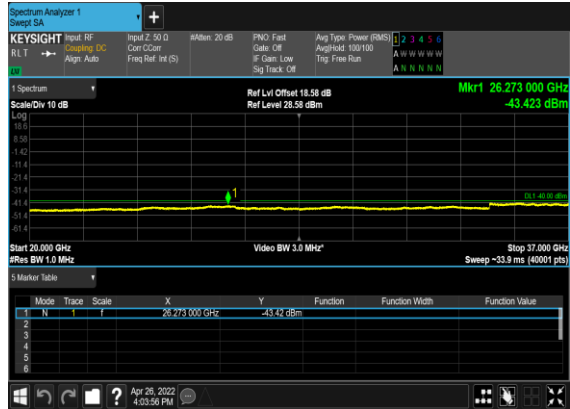 Spectrum Analyzer 1
Swept SA
+
KEYSIGHT Input: RF Input Z: 50 Ω #Atten: 20 dB PNO: Fast Avg Type: Power (RMS) 1 2 3 4 5 6
RLT Coupling: DC Corr CCorr Gate: Off Avg|Hold: 100/100 A W W W W W
Align: Auto Freq Ref: Int (S) IF Gain: Low Trig: Free Run
Sig Track: Off A N N N N N
1 Spectrum Ref Lvl Offset 18.58 dB Mkr1 26.273 000 GHz
Scale/Div 10 dB Ref Level 28.58 dBm -43.423 dBm
Log
18.6
8.58
-1.42
-11.4
-21.4
-31.4 1 DL1 -40.00 dBm
-41.4
-51.4
-61.4
Start 20.000 GHz Video BW 3.0 MHz* Stop 37.000 GHz
#Res BW 1.0 MHz Sweep ~33.9 ms (40001 pts)
5 Marker Table
Mode Trace Scale X Y Function Function Width Function Value
1 N 1 f 26.273 000 GHz -43.42 dBm
2
3
4
5
6
? Apr 26, 2022
4:03:56 PM